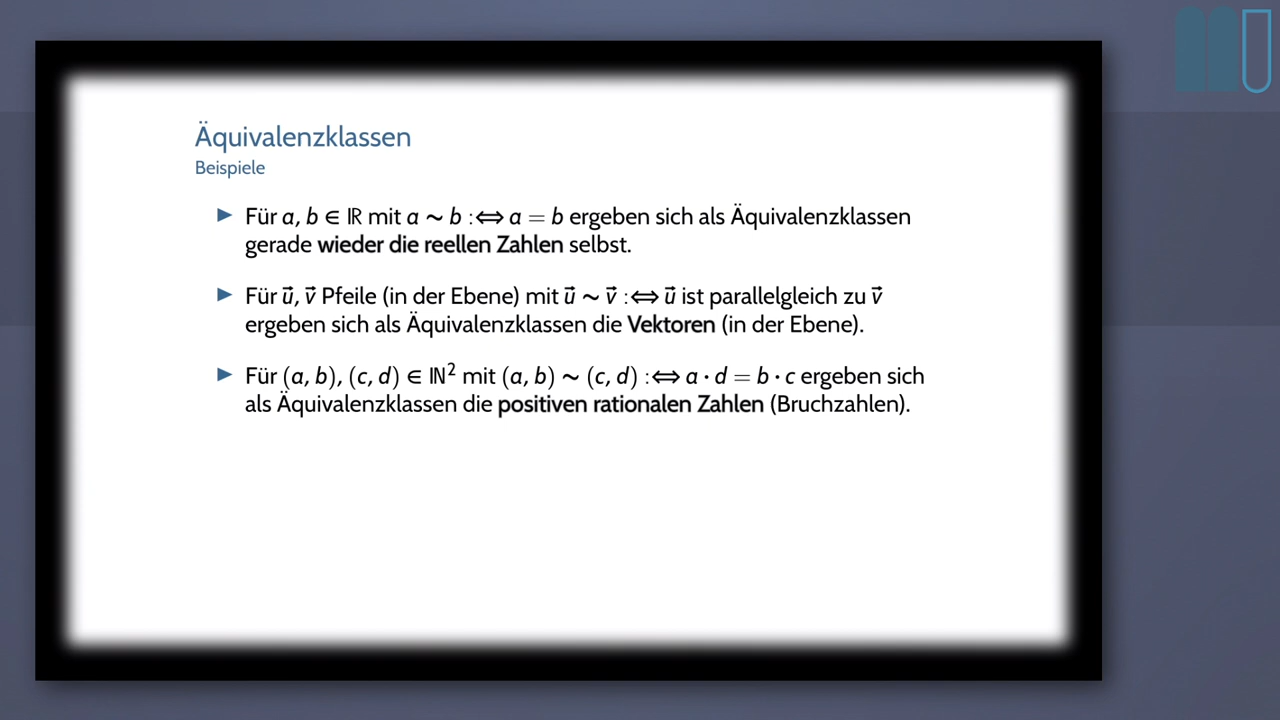 Äquivalenzklassen
Beispiele
▶ Für a, b ∈ ℝ mit a ∼ b :⟺ a = b ergeben sich als Äquivalenzklassen
gerade wieder die reellen Zahlen selbst.
▶ Für u⃗, v⃗ Pfeile (in der Ebene) mit u⃗ ∼ v⃗ :⟺ u⃗ ist parallelgleich zu v⃗
ergeben sich als Äquivalenzklassen die Vektoren (in der Ebene).
▶ Für (a, b), (c, d) ∈ ℕ² mit (a, b) ∼ (c, d) :⟺ a · d = b · c ergeben sich
als Äquivalenzklassen die positiven rationalen Zahlen (Bruchzahlen).